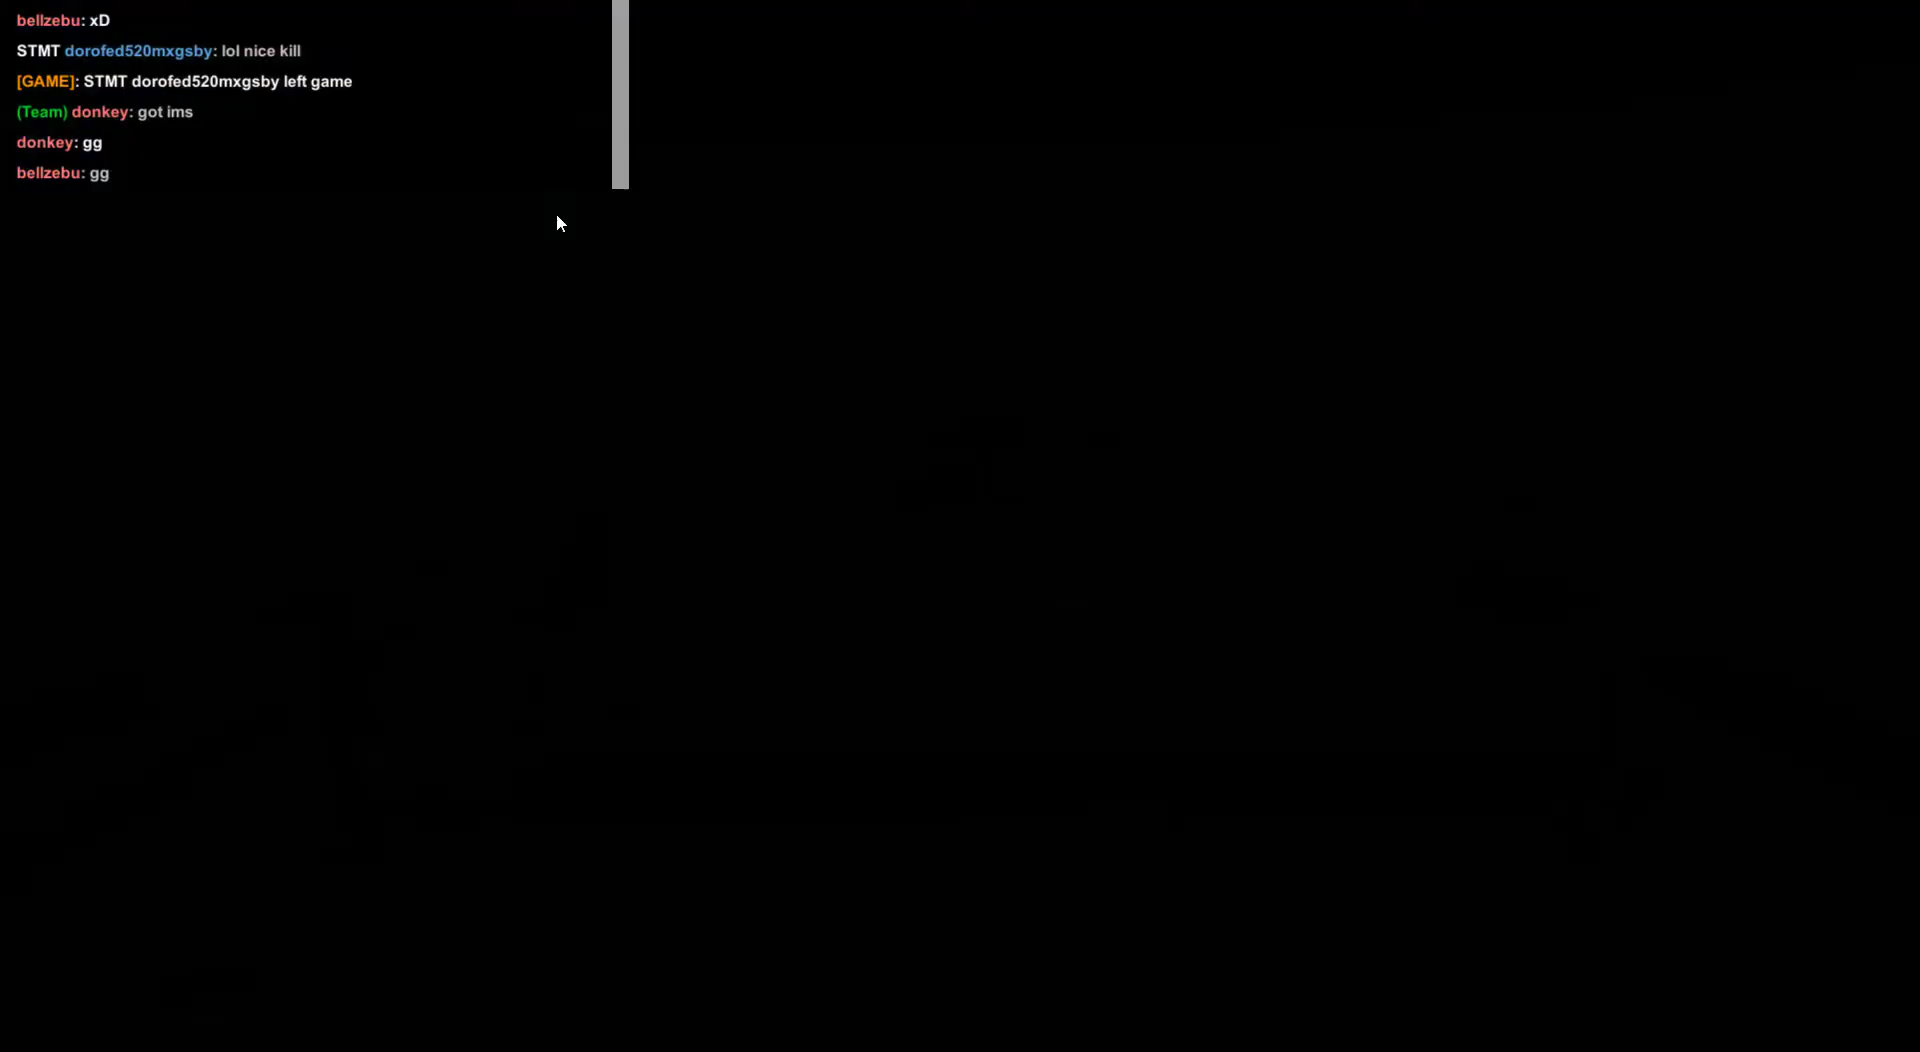 bellzebu: xD
STMT dorofed520mxgsby: lol nice kill
[GAME]: STMT dorofed520mxgsby left game
(Team) donkey: got ims
donkey: gg
bellzebu: gg